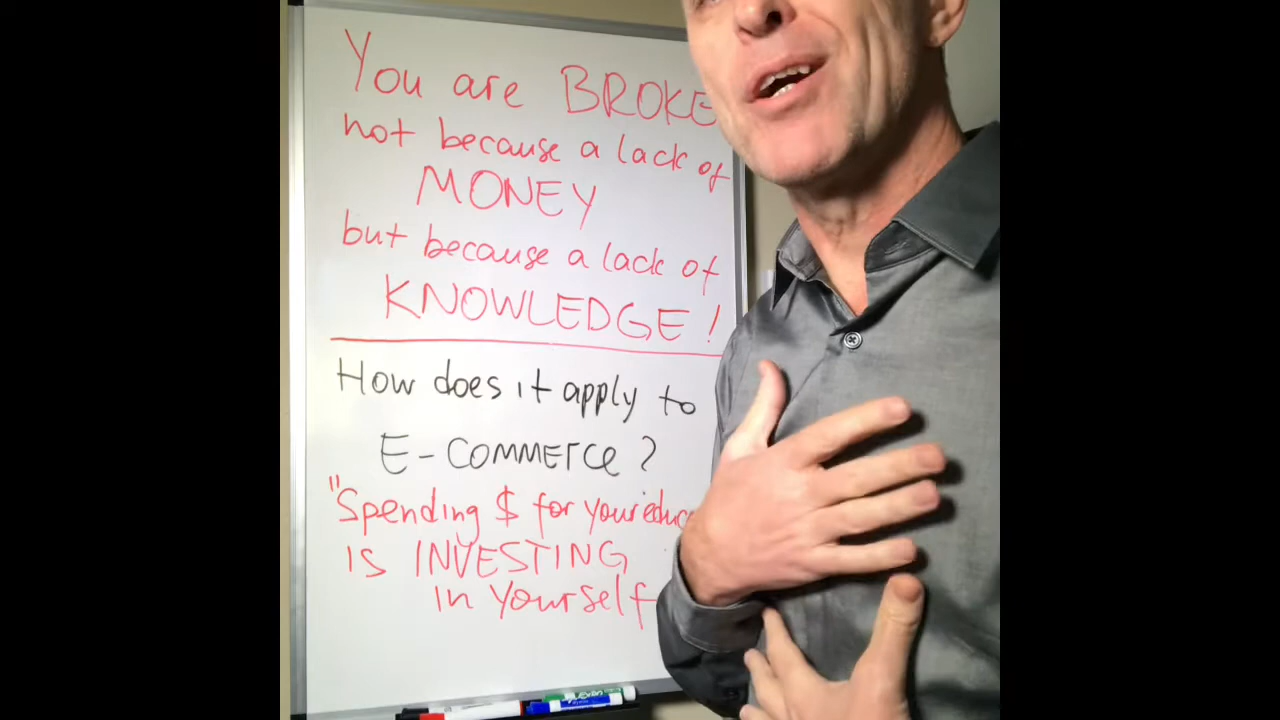 You are BROKE
not because a lack of
MONEY
but because a lack of
KNOWLEDGE!
How does it apply to
E-COMMERCE?
"Spending $ for your educ
is INVESTING
in yourself